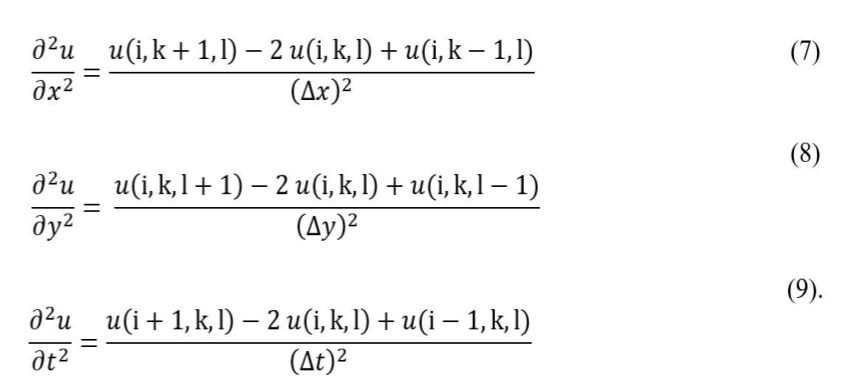 ∂²u/∂x² = (u(i,k+1,l) − 2 u(i,k,l) + u(i,k−1,l))/(Δx)² (7)
(8)
∂²u/∂y² = (u(i,k,l+1) − 2 u(i,k,l) + u(i,k,l−1))/(Δy)²
(9).
∂²u/∂t² = (u(i+1,k,l) − 2 u(i,k,l) + u(i−1,k,l))/(Δt)²